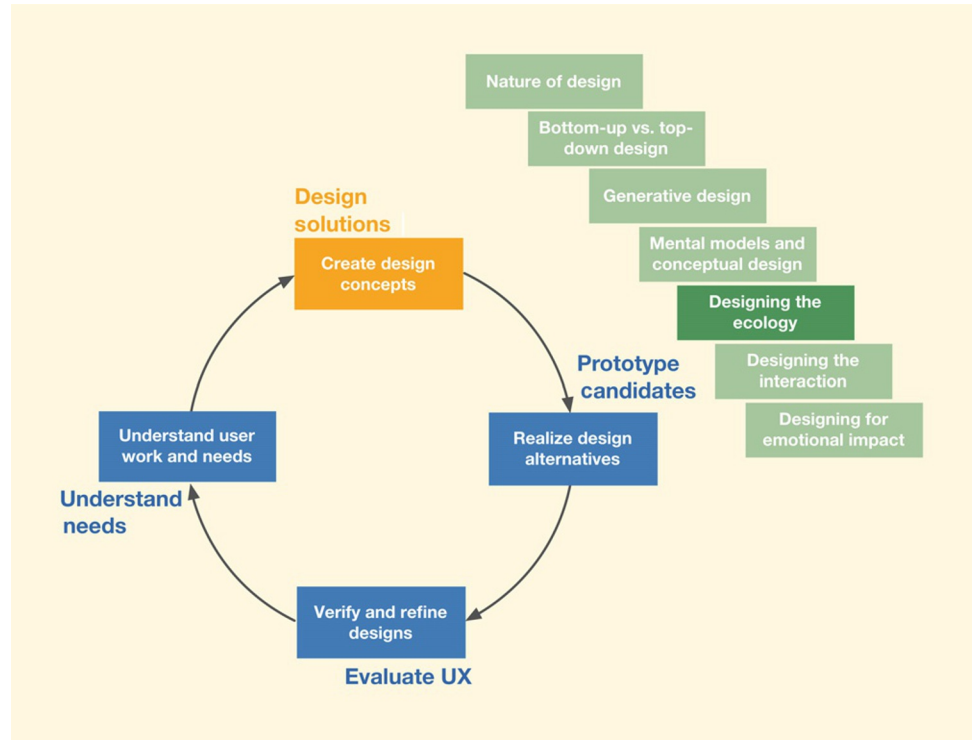 Nature of design
Bottom-up vs. top-
down design
Generative design
Mental models and
conceptual design
Designing the
ecology
Designing the
interaction
Designing for
emotional impact
Design
solutions
Create design
concepts
Prototype
candidates
Realize design
alternatives
Understand user
work and needs
Understand
needs
Verify and refine
designs
Evaluate UX